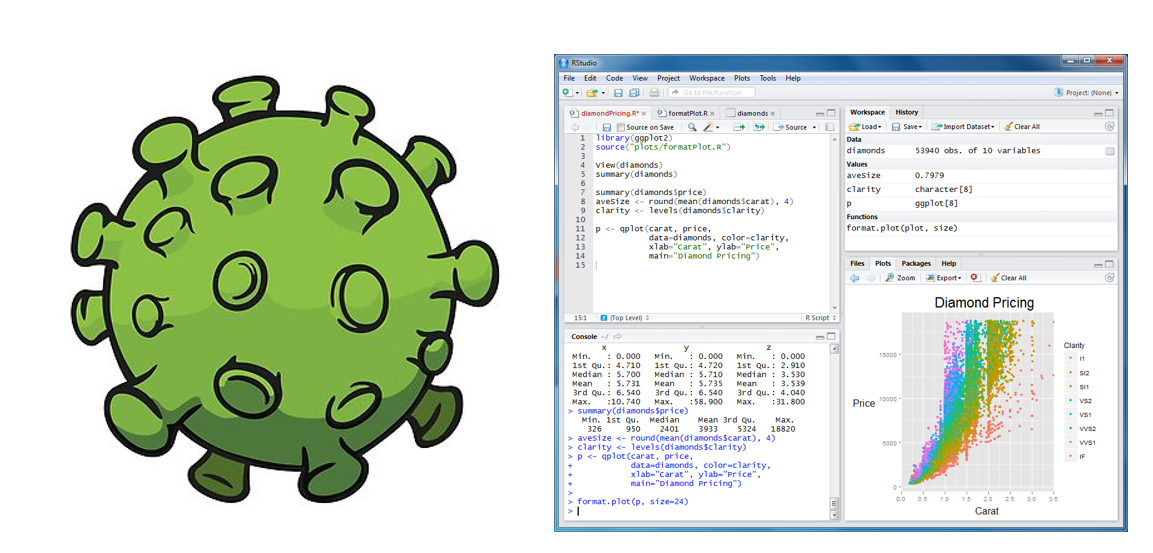 RStudio
File Edit Code View Project Workspace Plots Tools Help
Go to file/function
Project: (None)
diamondPricing.R* formatPlot.R diamonds
Source on Save Source
1 library(ggplot2)
2 source("plots/formatPlot.R")
3
4 view(diamonds)
5 summary(diamonds)
6
7 summary(diamonds$price)
8 aveSize <- round(mean(diamonds$carat), 4)
9 clarity <- levels(diamonds$clarity)
10
11 p <- qplot(carat, price,
12 data=diamonds, color=clarity,
13 xlab="Carat", ylab="Price",
14 main="Diamond Pricing")
15
15:1 (Top Level) R Script
Console ~/
x y z
Min. : 0.000 Min. : 0.000 Min. : 0.000
1st Qu.: 4.710 1st Qu.: 4.720 1st Qu.: 2.910
Median : 5.700 Median : 5.710 Median : 3.530
Mean : 5.731 Mean : 5.735 Mean : 3.539
3rd Qu.: 6.540 3rd Qu.: 6.540 3rd Qu.: 4.040
Max. :10.740 Max. :58.900 Max. :31.800
> summary(diamonds$price)
Min. 1st Qu. Median Mean 3rd Qu. Max.
326 950 2401 3933 5324 18820
> aveSize <- round(mean(diamonds$carat), 4)
> clarity <- levels(diamonds$clarity)
> p <- qplot(carat, price,
+ data=diamonds, color=clarity,
+ xlab="Carat", ylab="Price",
+ main="Diamond Pricing")
>
> format.plot(p, size=24)
>
Workspace History
Load Save Import Dataset Clear All
Data
diamonds 53940 obs. of 10 variables
Values
aveSize 0.7979
clarity character[8]
p ggplot[8]
Functions
format.plot(plot, size)
Files Plots Packages Help
Zoom Export Clear All
Diamond Pricing
Clarity
I1
SI2
SI1
VS2
VS1
VVS2
VVS1
IF
Price
15000
10000
5000
0
0.0 0.5 1.0 1.5 2.0 2.5 3.0 3.5
Carat